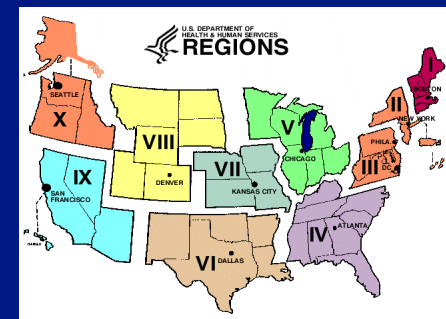 U.S. DEPARTMENT OF
HEALTH & HUMAN SERVICES
REGIONS
I
BOSTON
SEATTLE
II
NEW YORK
X
V
PHILA.
VIII
III
CHICAGO
DC
IX
VII
DENVER
KANSAS CITY
SAN
FRANCISCO
IV
ATLANTA
VI
DALLAS